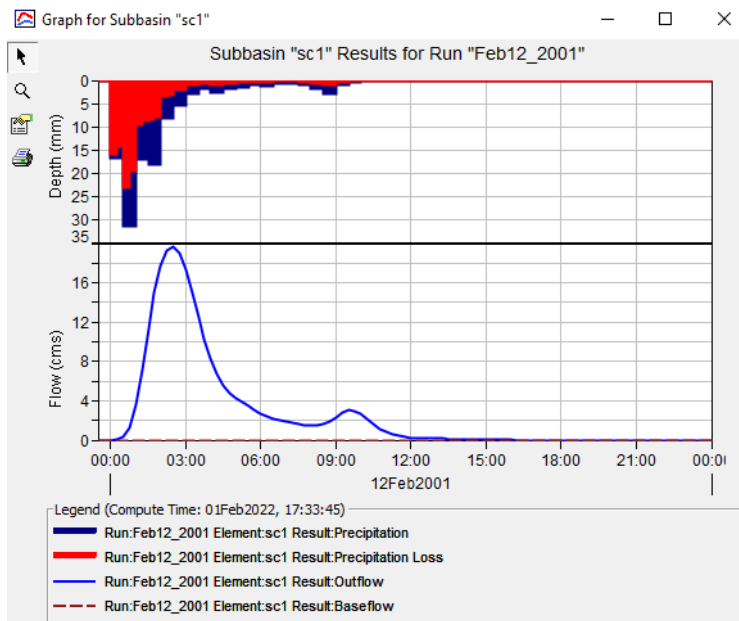 Graph for Subbasin "sc1"
Subbasin "sc1" Results for Run "Feb12_2001"
Depth (mm)
0
5
10
15
20
25
30
35
Flow (cms)
16
12
8
4
0
00:00 03:00 06:00 09:00 12:00 15:00 18:00 21:00 00:0
12Feb2001
Legend (Compute Time: 01Feb2022, 17:33:45)
Run:Feb12_2001 Element:sc1 Result:Precipitation
Run:Feb12_2001 Element:sc1 Result:Precipitation Loss
Run:Feb12_2001 Element:sc1 Result:Outflow
Run:Feb12_2001 Element:sc1 Result:Baseflow